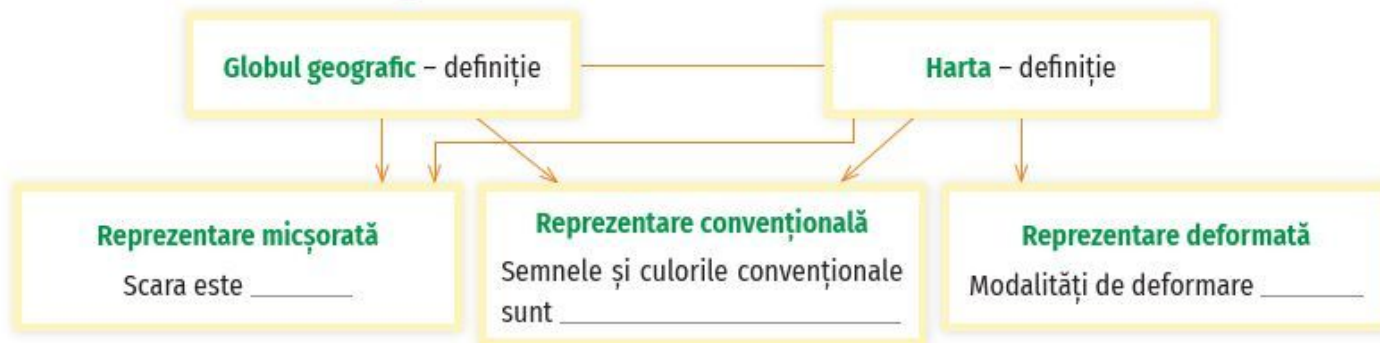 Globul geografic – definiție
Harta – definiție
Reprezentare micșorată
Scara este ________
Reprezentare convențională
Semnele și culorile convenționale
sunt ___________________________
Reprezentare deformată
Modalități de deformare ________